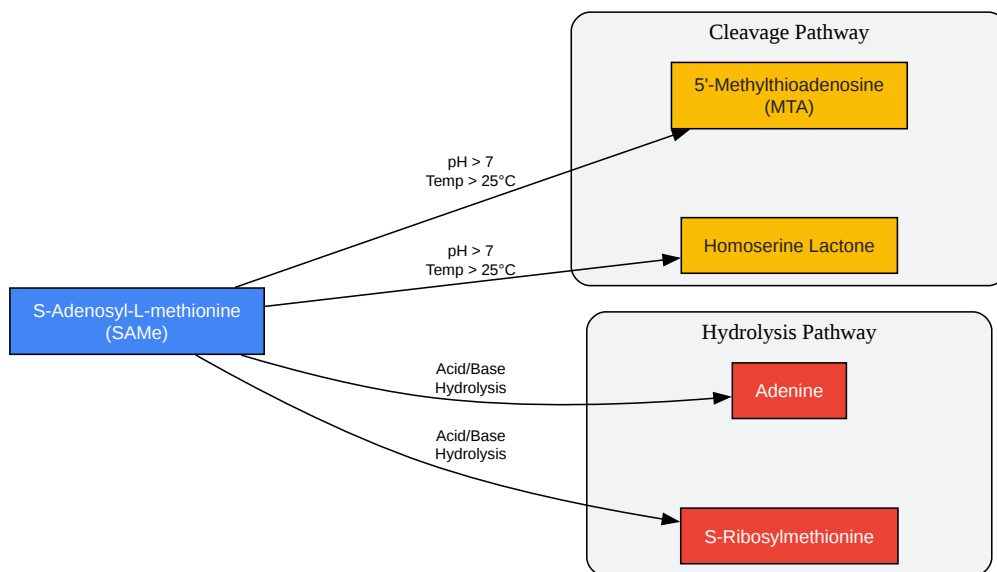 Cleavage Pathway
5'-Methylthioadenosine
(MTA)
pH > 7
Temp > 25°C
Homoserine Lactone
pH > 7
Temp > 25°C
S-Adenosyl-L-methionine
(SAMe)
Hydrolysis Pathway
Acid/Base
Hydrolysis
Adenine
Acid/Base
Hydrolysis
S-Ribosylmethionine